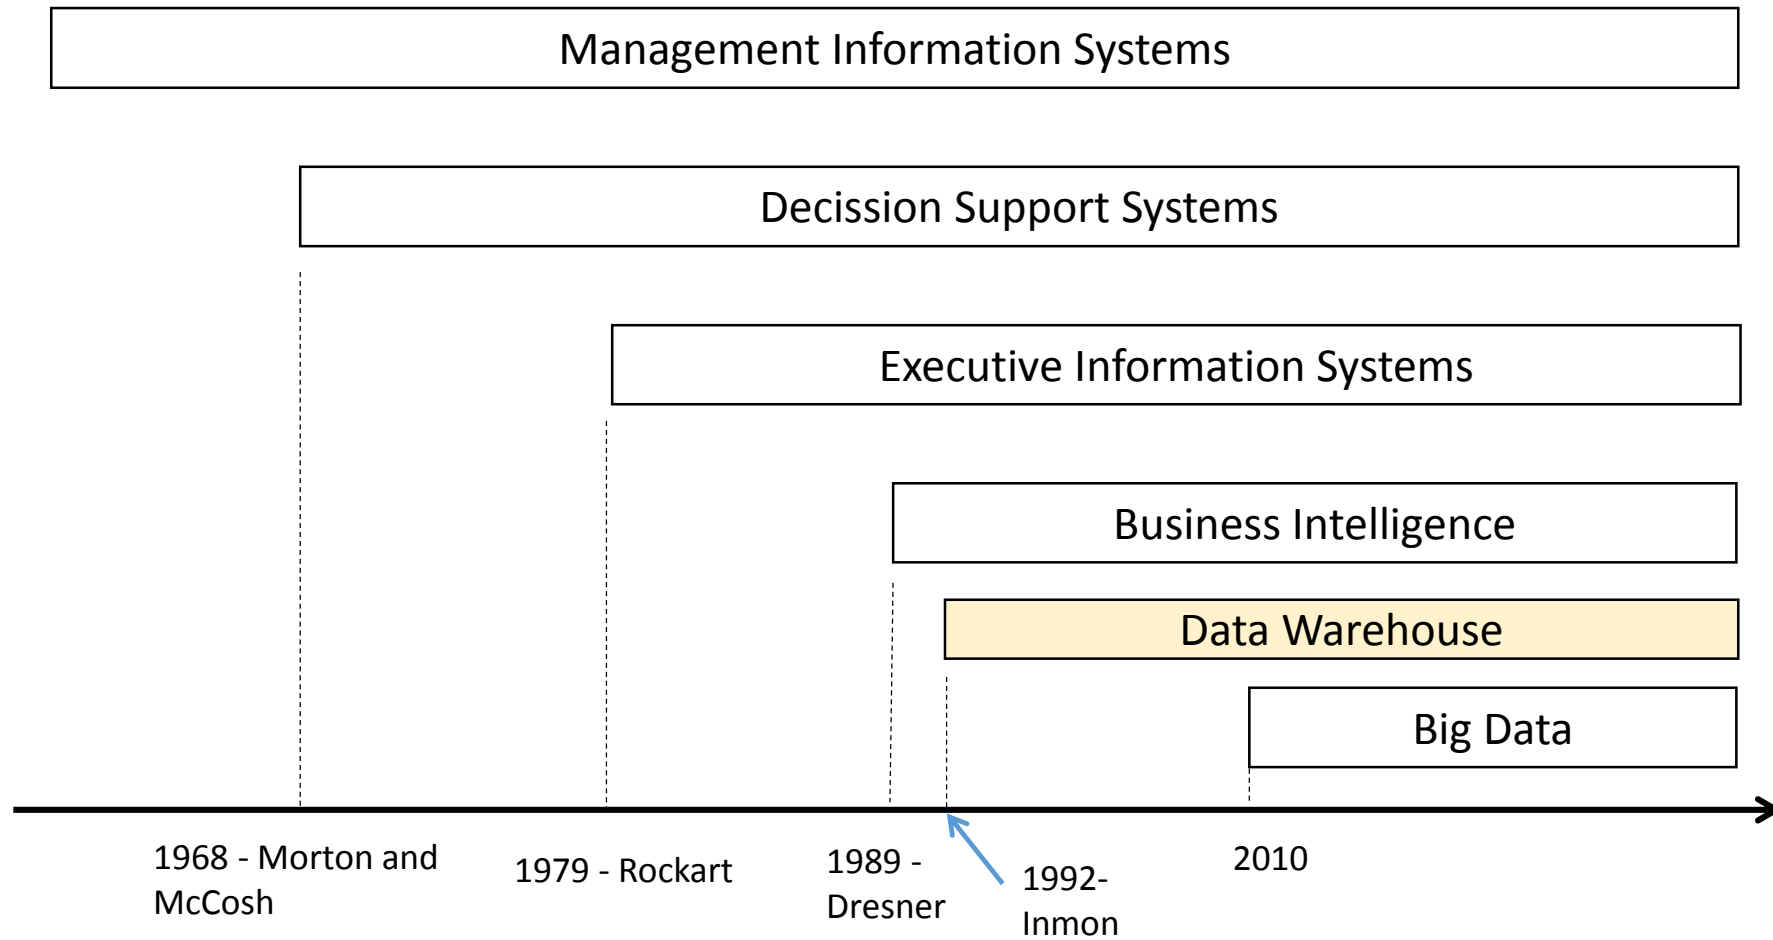 Management Information Systems
Decission Support Systems
Executive Information Systems
Business Intelligence
Data Warehouse
Big Data
1968 - Morton and
McCosh
1979 - Rockart
1989 -
Dresner
1992-
Inmon
2010